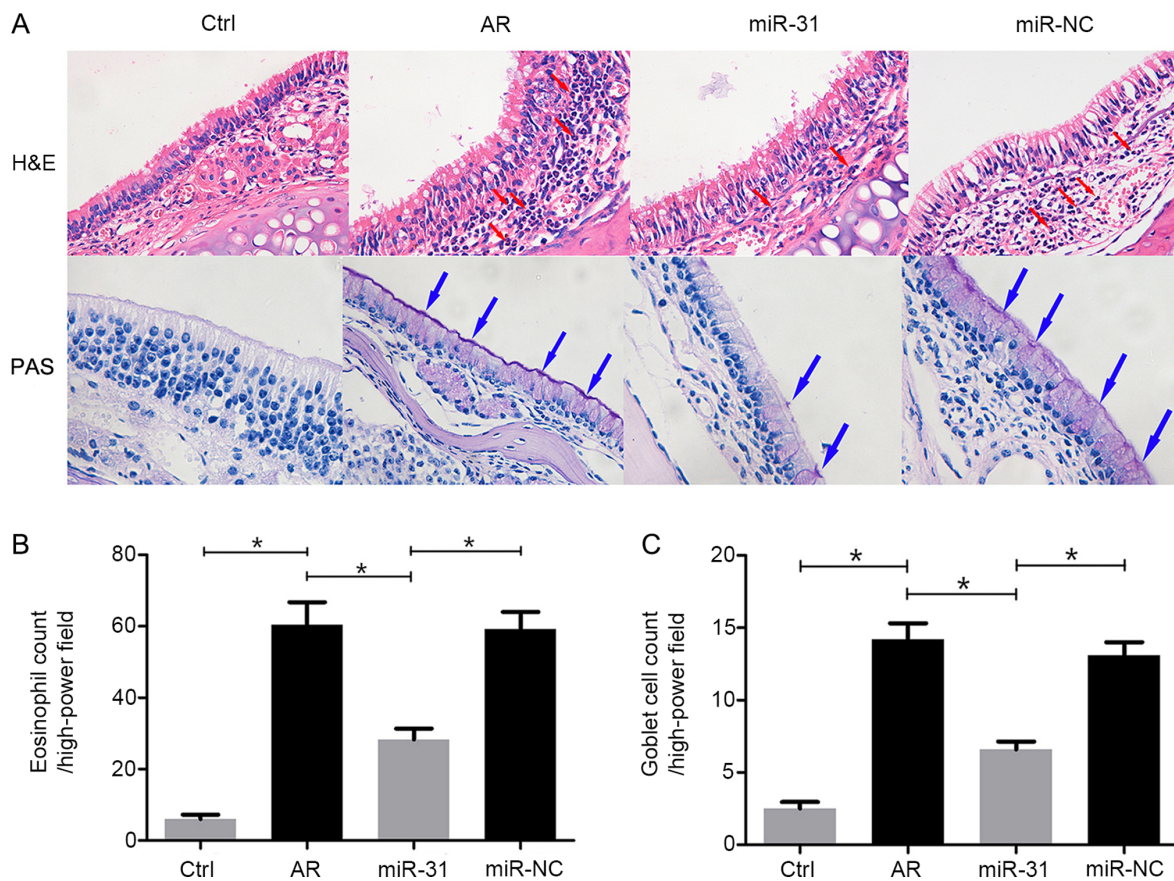 A
Ctrl AR miR-31 miR-NC
H&E
PAS
B
Eosinophil count
/high-power field
80
60
40
20
0
* * *
Ctrl AR miR-31 miR-NC
C
Goblet cell count
/high-power field
20
15
10
5
0
* * *
Ctrl AR miR-31 miR-NC